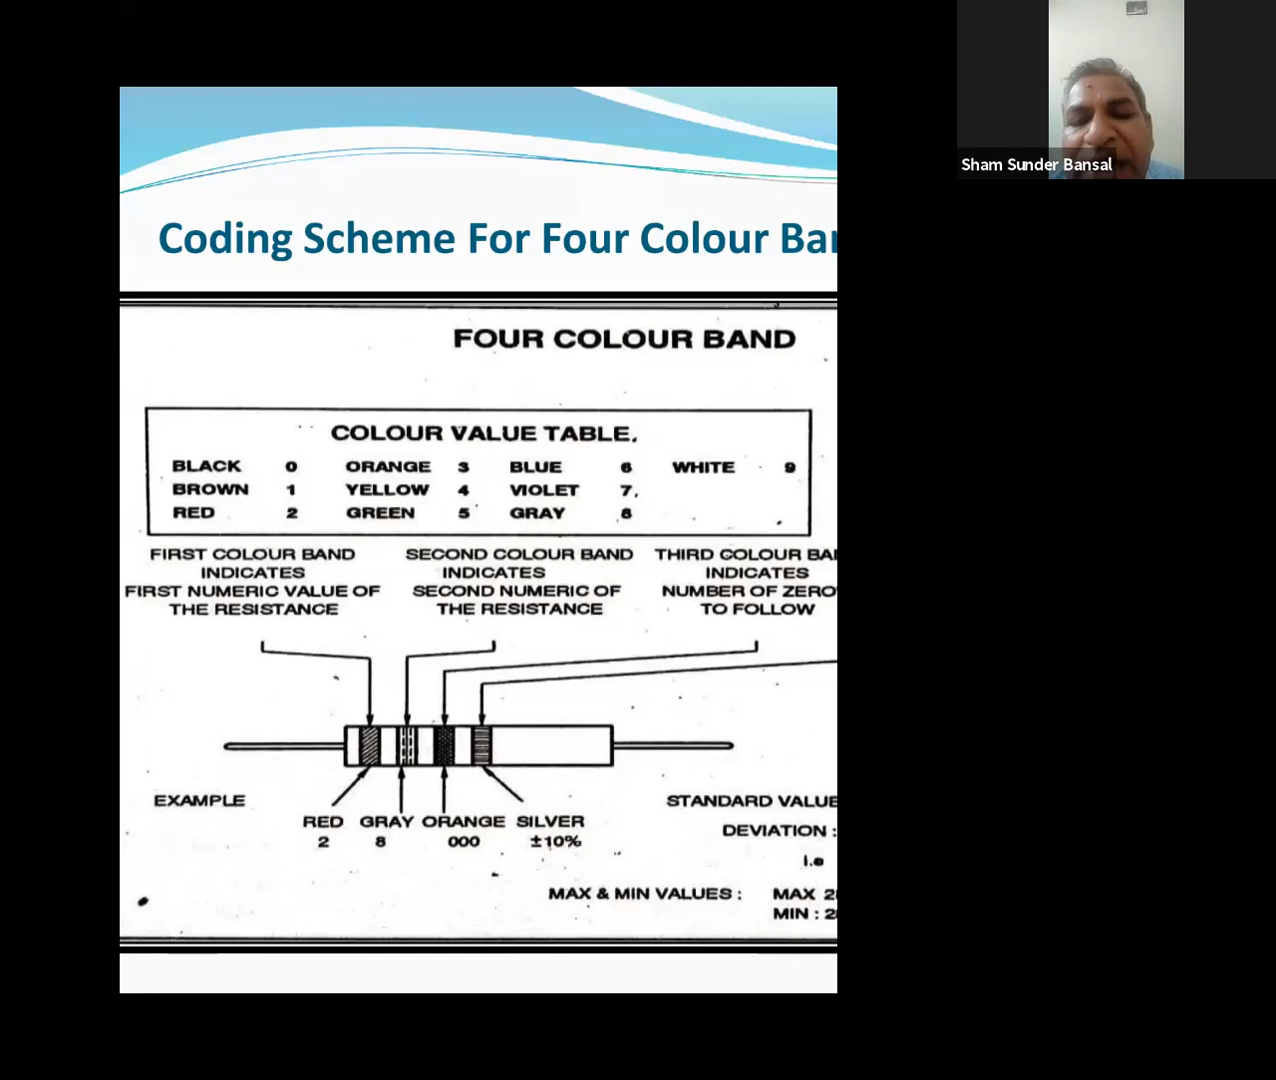 Sham Sunder Bansal
Coding Scheme For Four Colour Ban
FOUR COLOUR BAND
COLOUR VALUE TABLE.
BLACK 0 ORANGE 3 BLUE 6 WHITE 9
BROWN 1 YELLOW 4 VIOLET 7.
RED 2 GREEN 5 GRAY 8
FIRST COLOUR BAND
INDICATES
FIRST NUMERIC VALUE OF
THE RESISTANCE
SECOND COLOUR BAND
INDICATES
SECOND NUMERIC OF
THE RESISTANCE
THIRD COLOUR BAN
INDICATES
NUMBER OF ZERO
TO FOLLOW
EXAMPLE
RED GRAY ORANGE SILVER
2 8 000 ±10%
STANDARD VALUE
DEVIATION :
i.e
MAX & MIN VALUES : MAX 2
MIN : 2